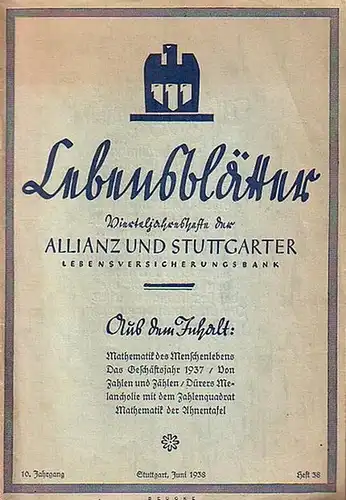 Lebensblätter
Vierteljahreshefte der
ALLIANZ UND STUTTGARTER
LEBENSVERSICHERUNGSBANK
Aus dem Inhalt:
Mathematik des Menschenlebens
Das Geschäftsjahr 1937 / Von
Zahlen und Zählen / Dürers Me-
lancholie mit dem Zahlenquadrat
Mathematik der Ahnentafel
10. Jahrgang
Stuttgart, Juni 1938
Heft 38